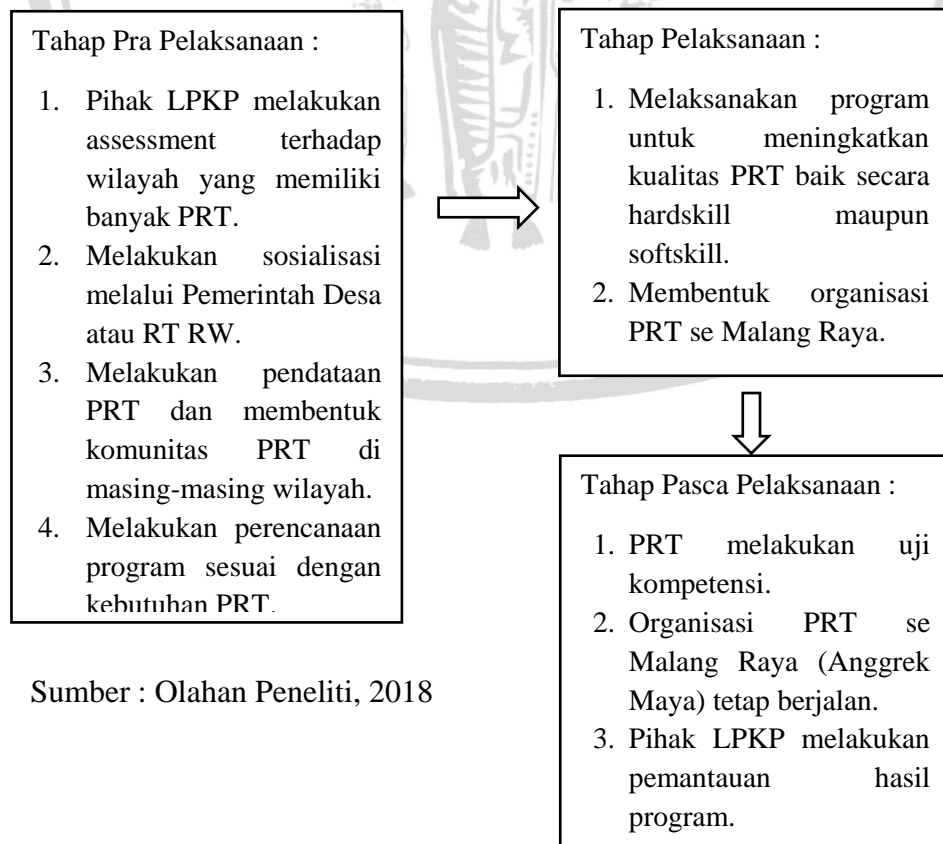 Tahap Pra Pelaksanaan :
1. Pihak LPKP melakukan
assessment terhadap
wilayah yang memiliki
banyak PRT.
2. Melakukan sosialisasi
melalui Pemerintah Desa
atau RT RW.
3. Melakukan pendataan
PRT dan membentuk
komunitas PRT di
masing-masing wilayah.
4. Melakukan perencanaan
program sesuai dengan
kebutuhan PRT.
Tahap Pelaksanaan :
1. Melaksanakan program
untuk meningkatkan
kualitas PRT baik secara
hardskill maupun
softskill.
2. Membentuk organisasi
PRT se Malang Raya.
Tahap Pasca Pelaksanaan :
1. PRT melakukan uji
kompetensi.
2. Organisasi PRT se
Malang Raya (Anggrek
Maya) tetap berjalan.
3. Pihak LPKP melakukan
pemantauan hasil
program.
Sumber : Olahan Peneliti, 2018